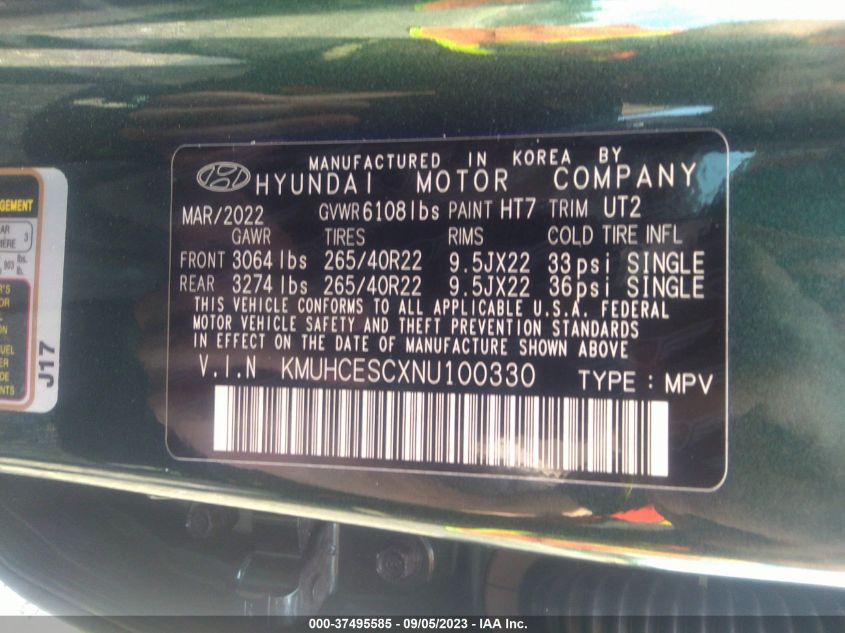 MANUFACTURED IN KOREA BY
HYUNDAI MOTOR COMPANY
MAR/2022 GVWR 6108lbs PAINT HT7 TRIM UT2
GAWR TIRES RIMS COLD TIRE INFL
FRONT 3064 lbs 265/40R22 9.5JX22 33psi SINGLE
REAR 3274 lbs 265/40R22 9.5JX22 36psi SINGLE
THIS VEHICLE CONFORMS TO ALL APPLICABLE U.S.A. FEDERAL
MOTOR VEHICLE SAFETY AND THEFT PREVENTION STANDARDS
IN EFFECT ON THE DATE OF MANUFACTURE SHOWN ABOVE
V.I.N KMUHCESCXNU100330 TYPE : MPV
J17
000-37495585 - 09/05/2023 - IAA Inc.